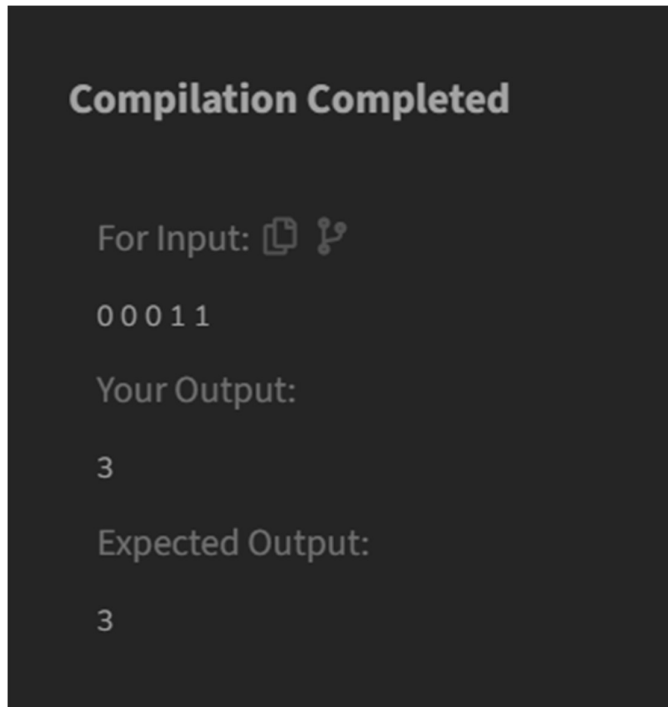 Compilation Completed
For Input:
0 0 0 1 1
Your Output:
3
Expected Output:
3